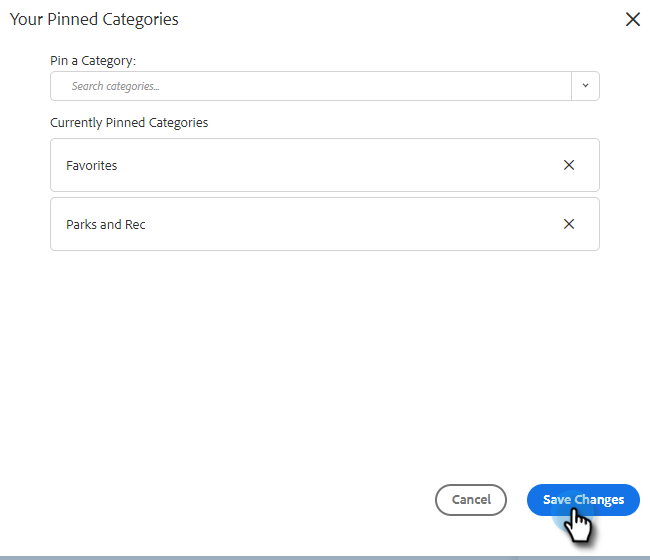 Your Pinned Categories
Pin a Category:
Search categories...
Currently Pinned Categories
Favorites
Parks and Rec
Cancel
Save Changes